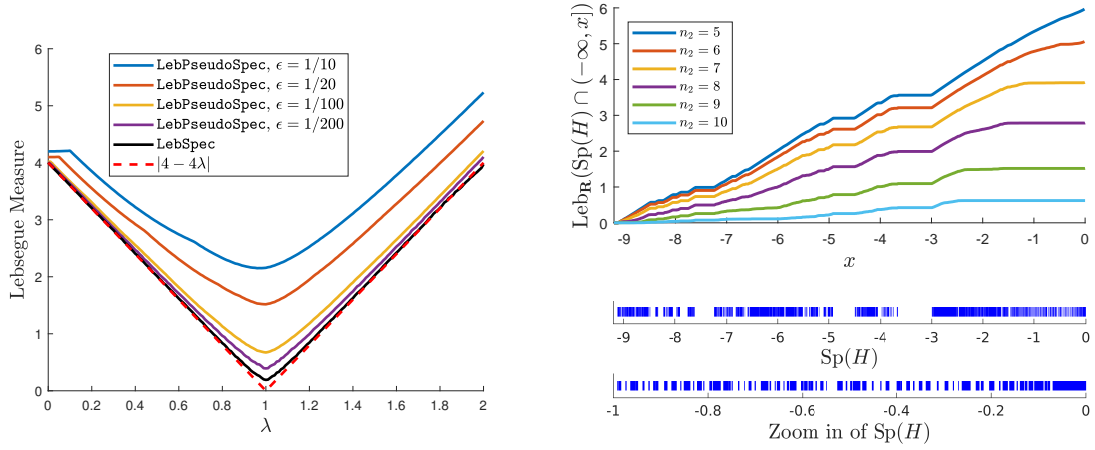 Lebsegue Measure
6
5
4
3
2
1
0
LebPseudoSpec, ϵ = 1/10
LebPseudoSpec, ϵ = 1/20
LebPseudoSpec, ϵ = 1/100
LebPseudoSpec, ϵ = 1/200
LebSpec
|4 − 4λ|
0 0.2 0.4 0.6 0.8 1 1.2 1.4 1.6 1.8 2
λ
Leb_R(Sp(H) ∩ (−∞, x])
6
5
4
3
2
1
0
n₂ = 5
n₂ = 6
n₂ = 7
n₂ = 8
n₂ = 9
n₂ = 10
-9 -8 -7 -6 -5 -4 -3 -2 -1 0
x
-9 -8 -7 -6 -5 -4 -3 -2 -1 0
Sp(H)
-1 -0.8 -0.6 -0.4 -0.2 0
Zoom in of Sp(H)